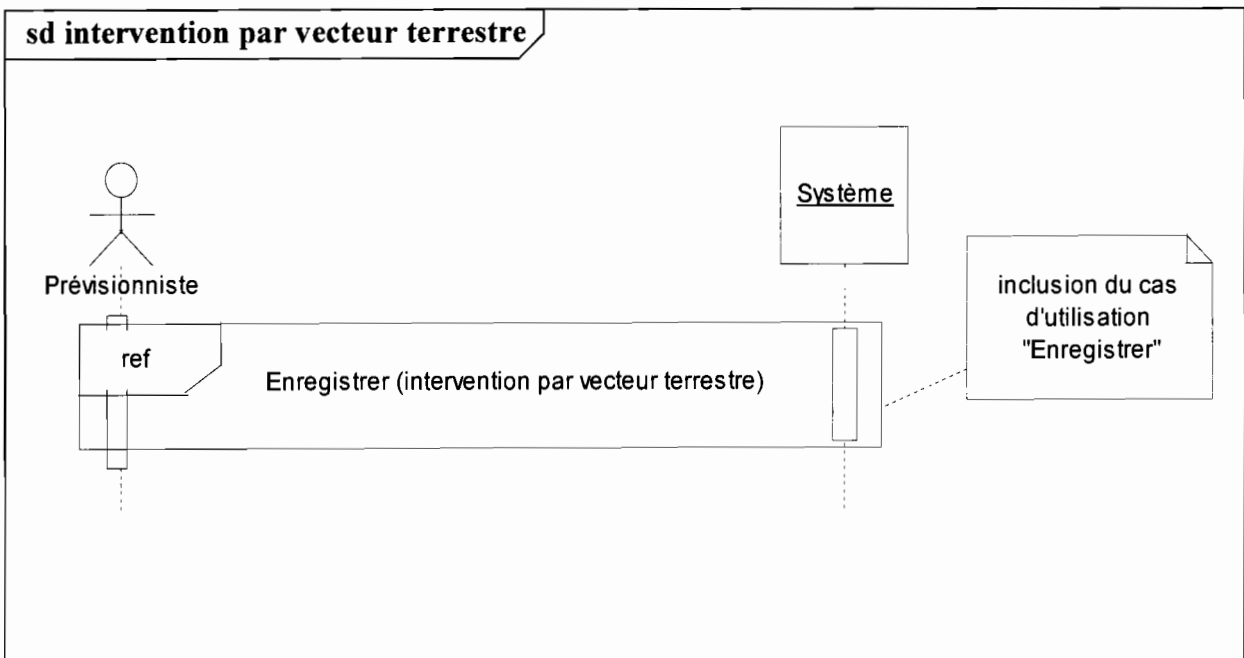 sd intervention par vecteur terrestre
Système
Prévisionniste
inclusion du cas
d'utilisation
"Enregistrer"
ref
Enregistrer (intervention par vecteur terrestre)